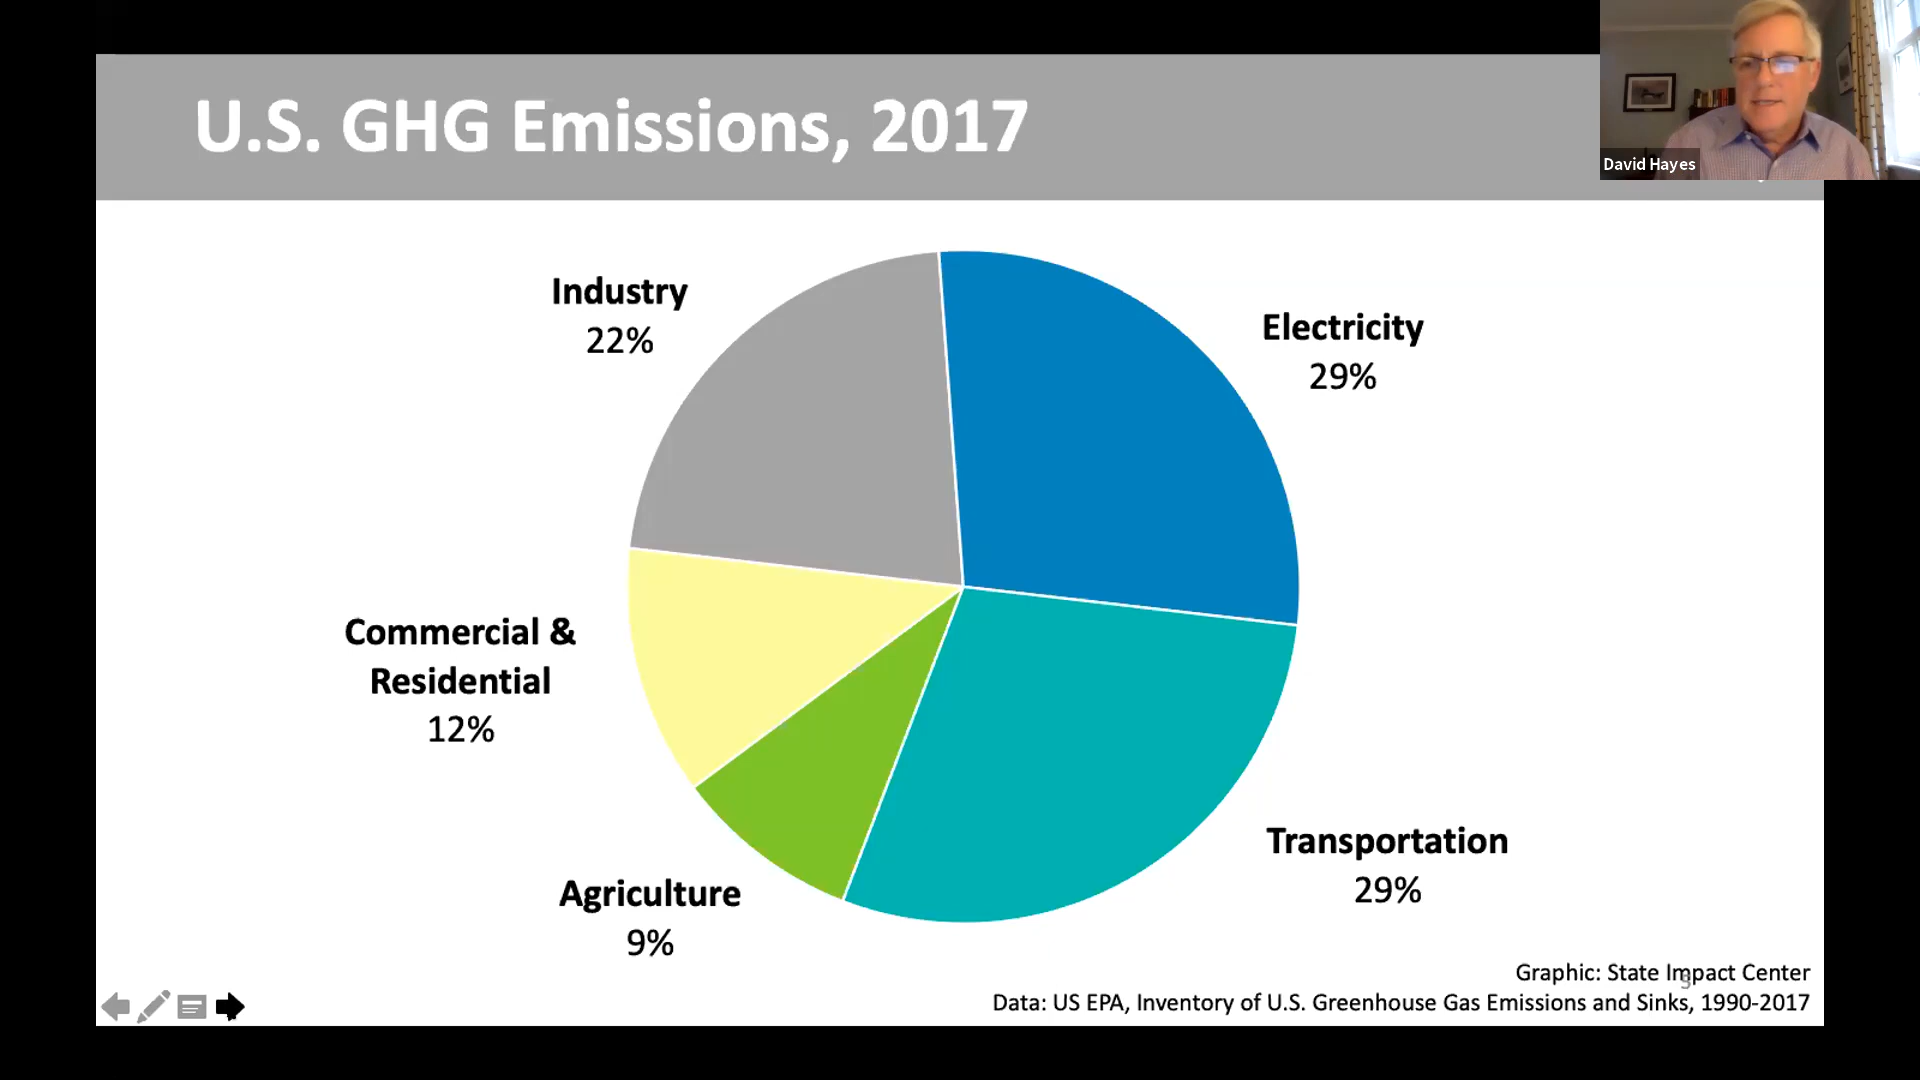 U.S. GHG Emissions, 2017
David Hayes
Industry
22%
Electricity
29%
Commercial &
Residential
12%
Transportation
29%
Agriculture
9%
Graphic: State Impact Center
5
Data: US EPA, Inventory of U.S. Greenhouse Gas Emissions and Sinks, 1990-2017